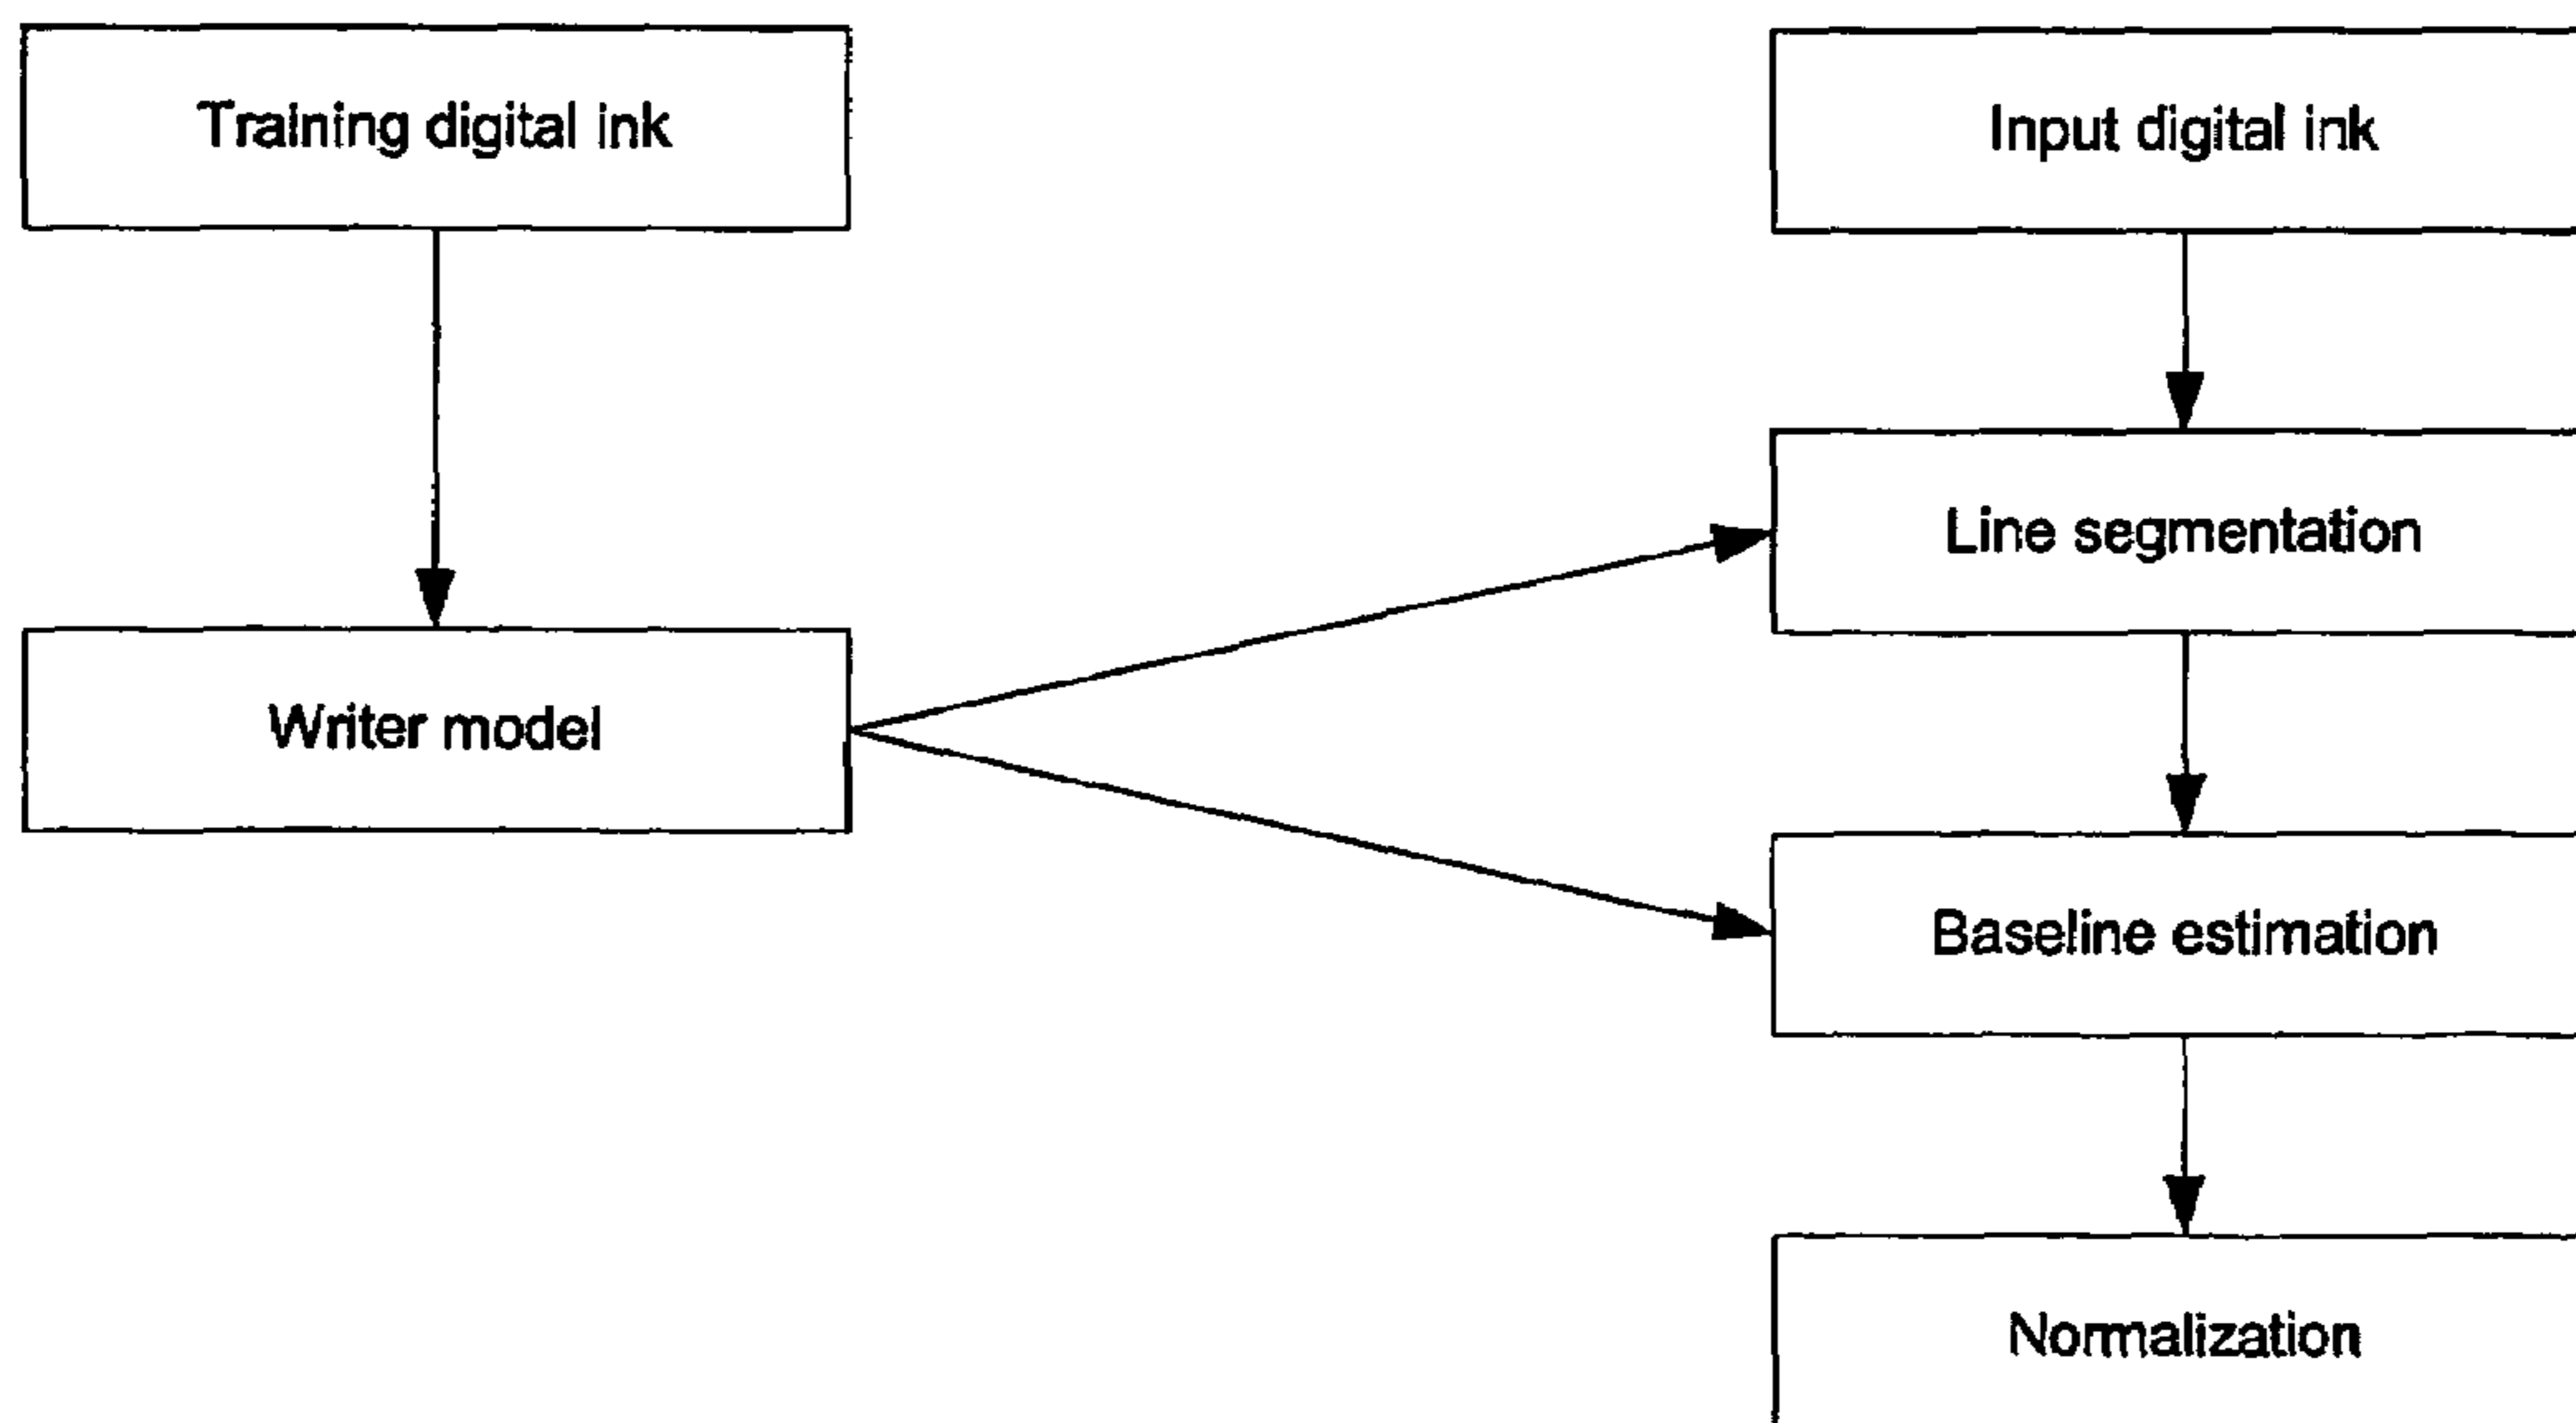 Training digital ink
Input digital ink
Line segmentation
Writer model
Baseline estimation
Normalization